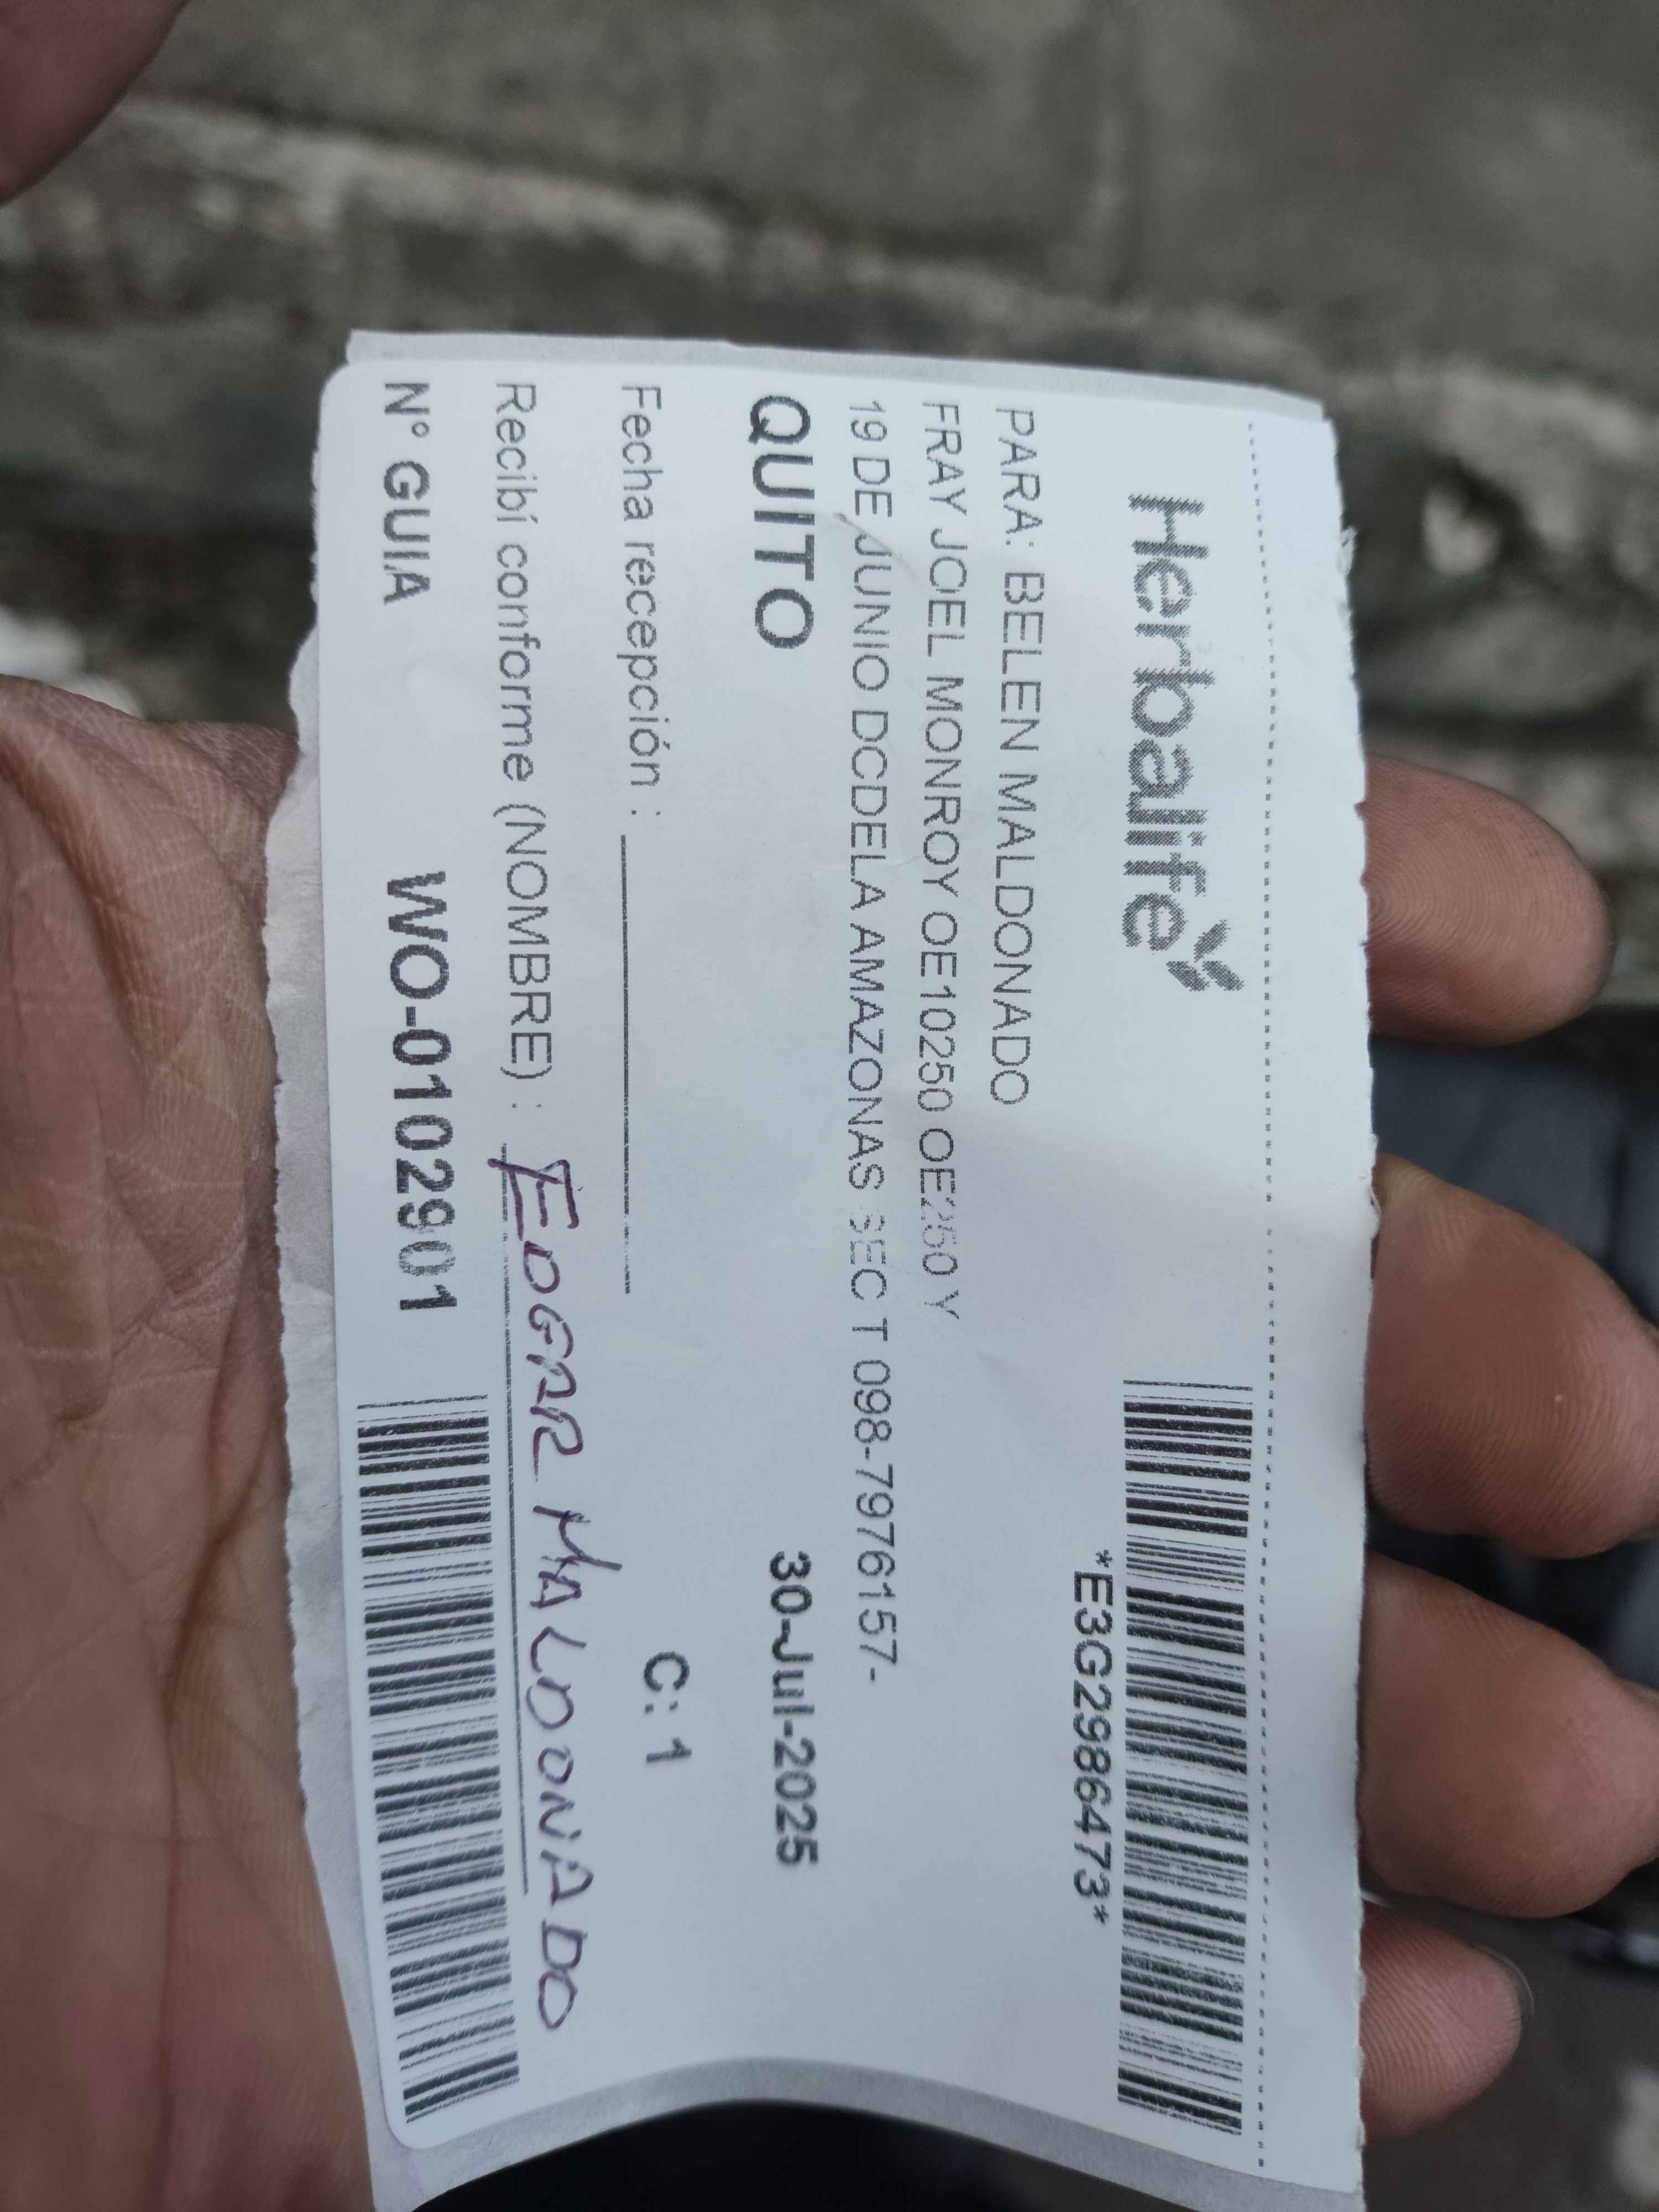 Herbalife
*E3G2986473*
PARA: BELEN MALDONADO
FRAY JOEL MONROY OE10250 OE250 Y
19 DE JUNIO DCDELA AMAZONAS SEC T 098-7976157-
QUITO 30-Jul-2025
Fecha recepción : C: 1
Recibí conforme (NOMBRE) : EDGAR MALDONADO
N° GUIA WO-0102901